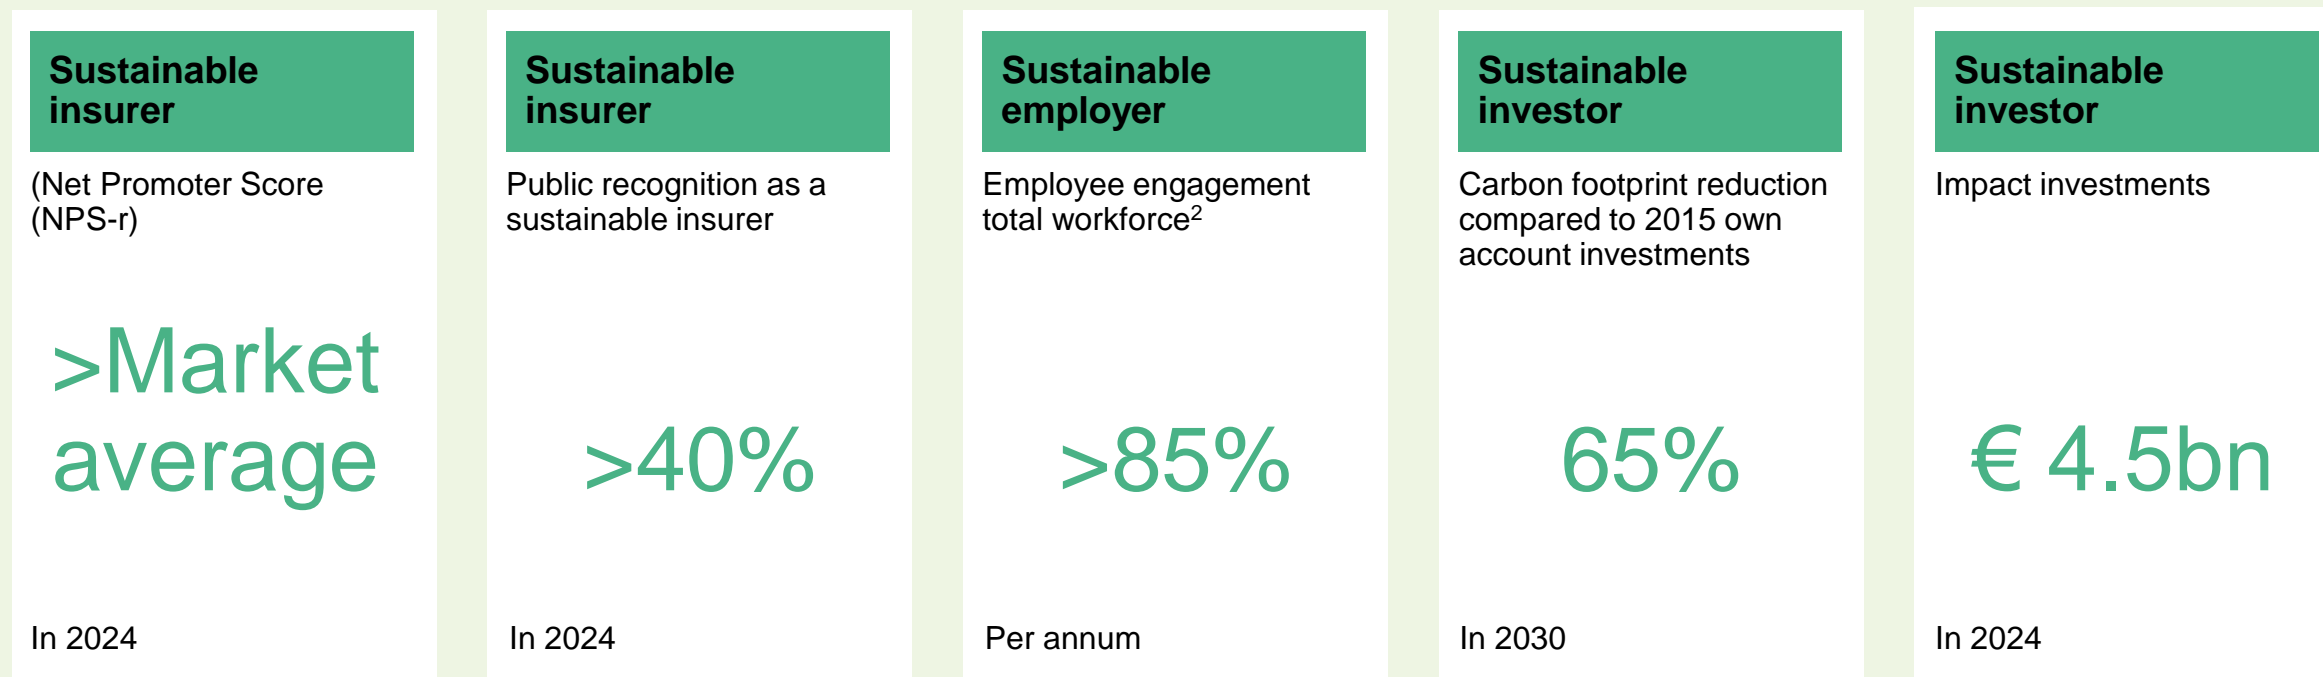 Sustainable
insurer
(Net Promoter Score
(NPS-r)
>Market
average
In 2024
Sustainable
insurer
Public recognition as a
sustainable insurer
>40%
In 2024
Sustainable
employer
Employee engagement
total workforce²
>85%
Per annum
Sustainable
investor
Carbon footprint reduction
compared to 2015 own
account investments
65%
In 2030
Sustainable
investor
Impact investments
€ 4.5bn
In 2024